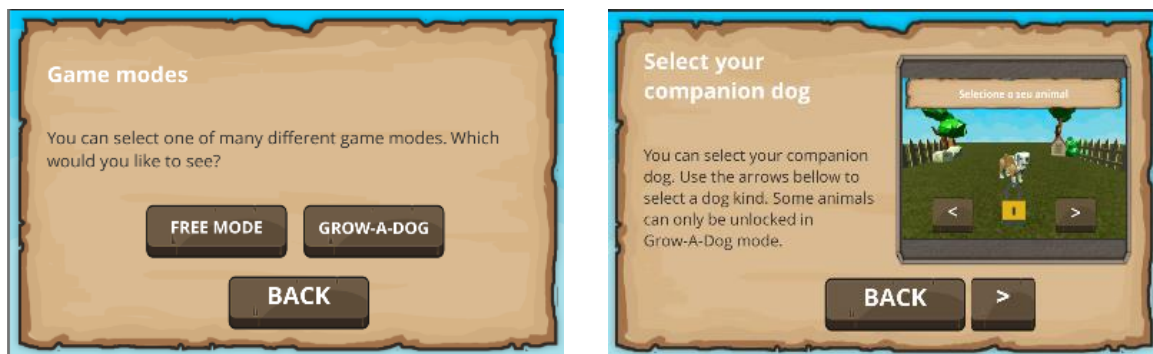 Game modes
You can select one of many different game modes. Which
would you like to see?
FREE MODE
GROW-A-DOG
BACK
Select your
companion dog
You can select your companion
dog. Use the arrows bellow to
select a dog kind. Some animals
can only be unlocked in
Grow-A-Dog mode.
Selecione o seu animal
<
>
BACK
>